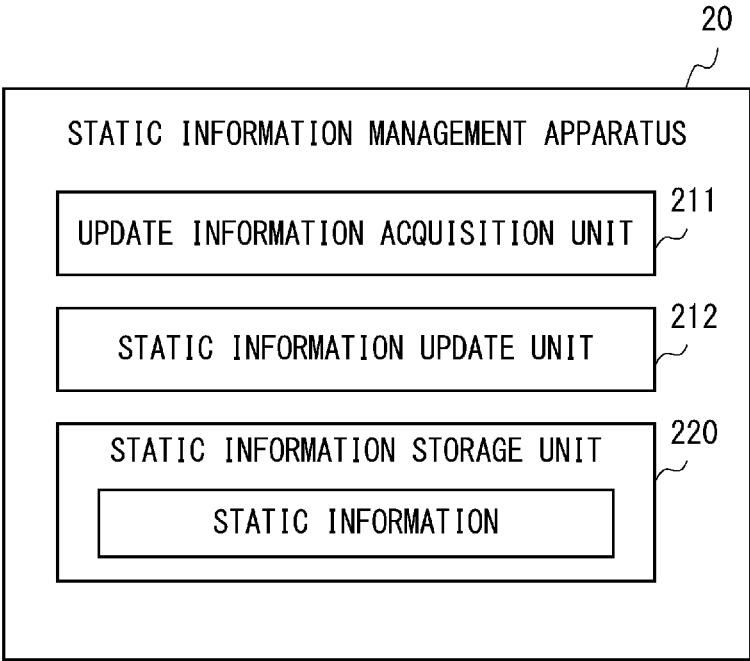 20
STATIC INFORMATION MANAGEMENT APPARATUS
211
UPDATE INFORMATION ACQUISITION UNIT
212
STATIC INFORMATION UPDATE UNIT
220
STATIC INFORMATION STORAGE UNIT
STATIC INFORMATION